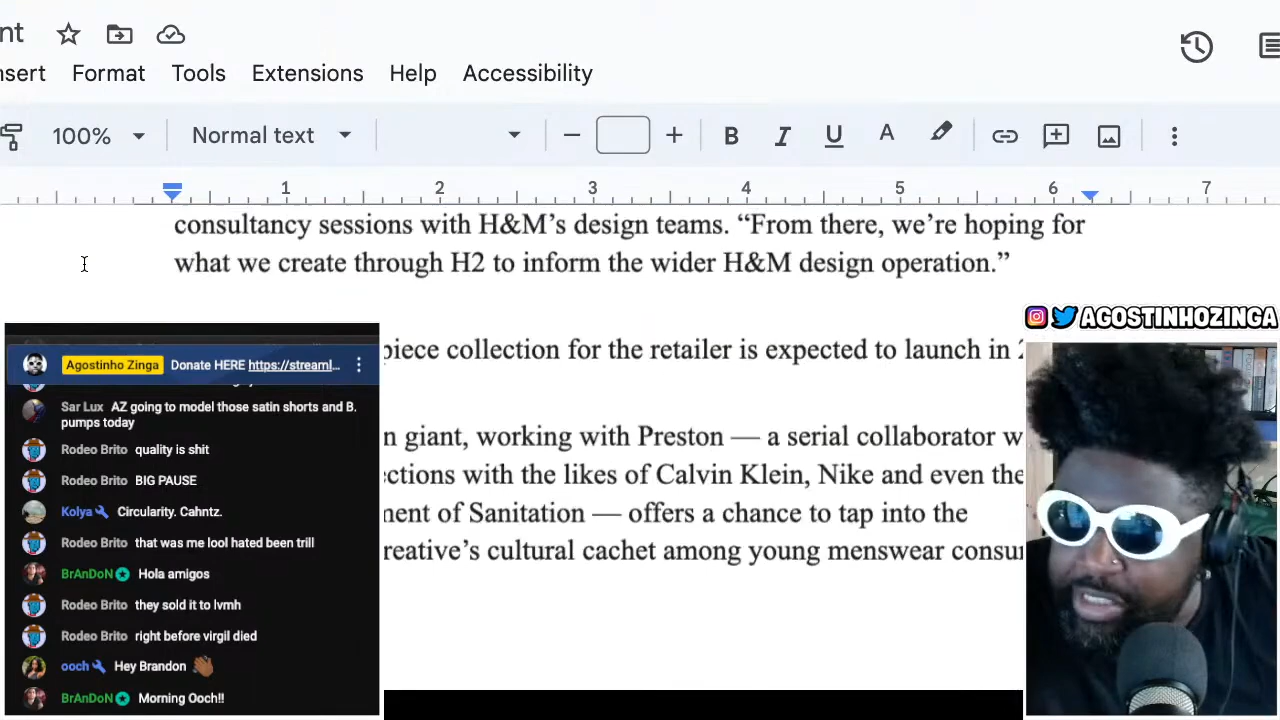 nt
nsert Format Tools Extensions Help Accessibility
100% Normal text B I U A
1 2 3 4 5 6 7
consultancy sessions with H&M’s design teams. “From there, we’re hoping for
what we create through H2 to inform the wider H&M design operation.”
piece collection for the retailer is expected to launch in 2
n giant, working with Preston — a serial collaborator w
ections with the likes of Calvin Klein, Nike and even the
nent of Sanitation — offers a chance to tap into the
reative’s cultural cachet among young menswear consu
AGOSTINHOZINGA
Agostinho Zinga Donate HERE https://streaml...
Sar Lux AZ going to model those satin shorts and B.
pumps today
Rodeo Brito quality is shit
Rodeo Brito BIG PAUSE
Kolya Circularity. Cahntz.
Rodeo Brito that was me lool hated been trill
BrAnDoN Hola amigos
Rodeo Brito they sold it to lvmh
Rodeo Brito right before virgil died
ooch Hey Brandon
BrAnDoN Morning Ooch!!